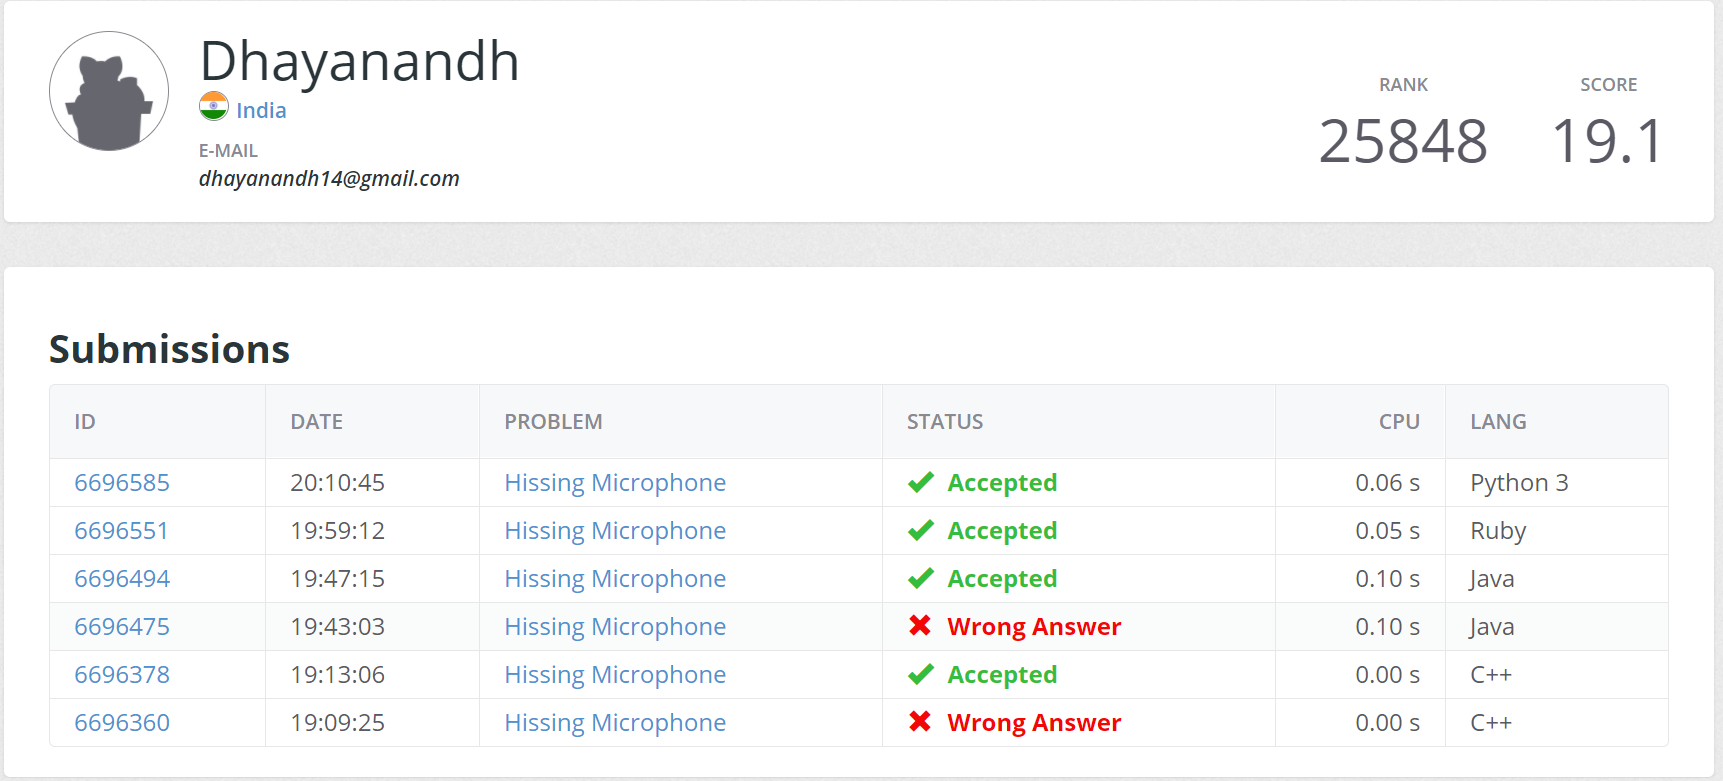 Dhayanandh
India
E-MAIL
dhayanandh14@gmail.com
RANK
25848
SCORE
19.1
Submissions
ID DATE PROBLEM STATUS CPU LANG
6696585 20:10:45 Hissing Microphone Accepted 0.06 s Python 3
6696551 19:59:12 Hissing Microphone Accepted 0.05 s Ruby
6696494 19:47:15 Hissing Microphone Accepted 0.10 s Java
6696475 19:43:03 Hissing Microphone Wrong Answer 0.10 s Java
6696378 19:13:06 Hissing Microphone Accepted 0.00 s C++
6696360 19:09:25 Hissing Microphone Wrong Answer 0.00 s C++